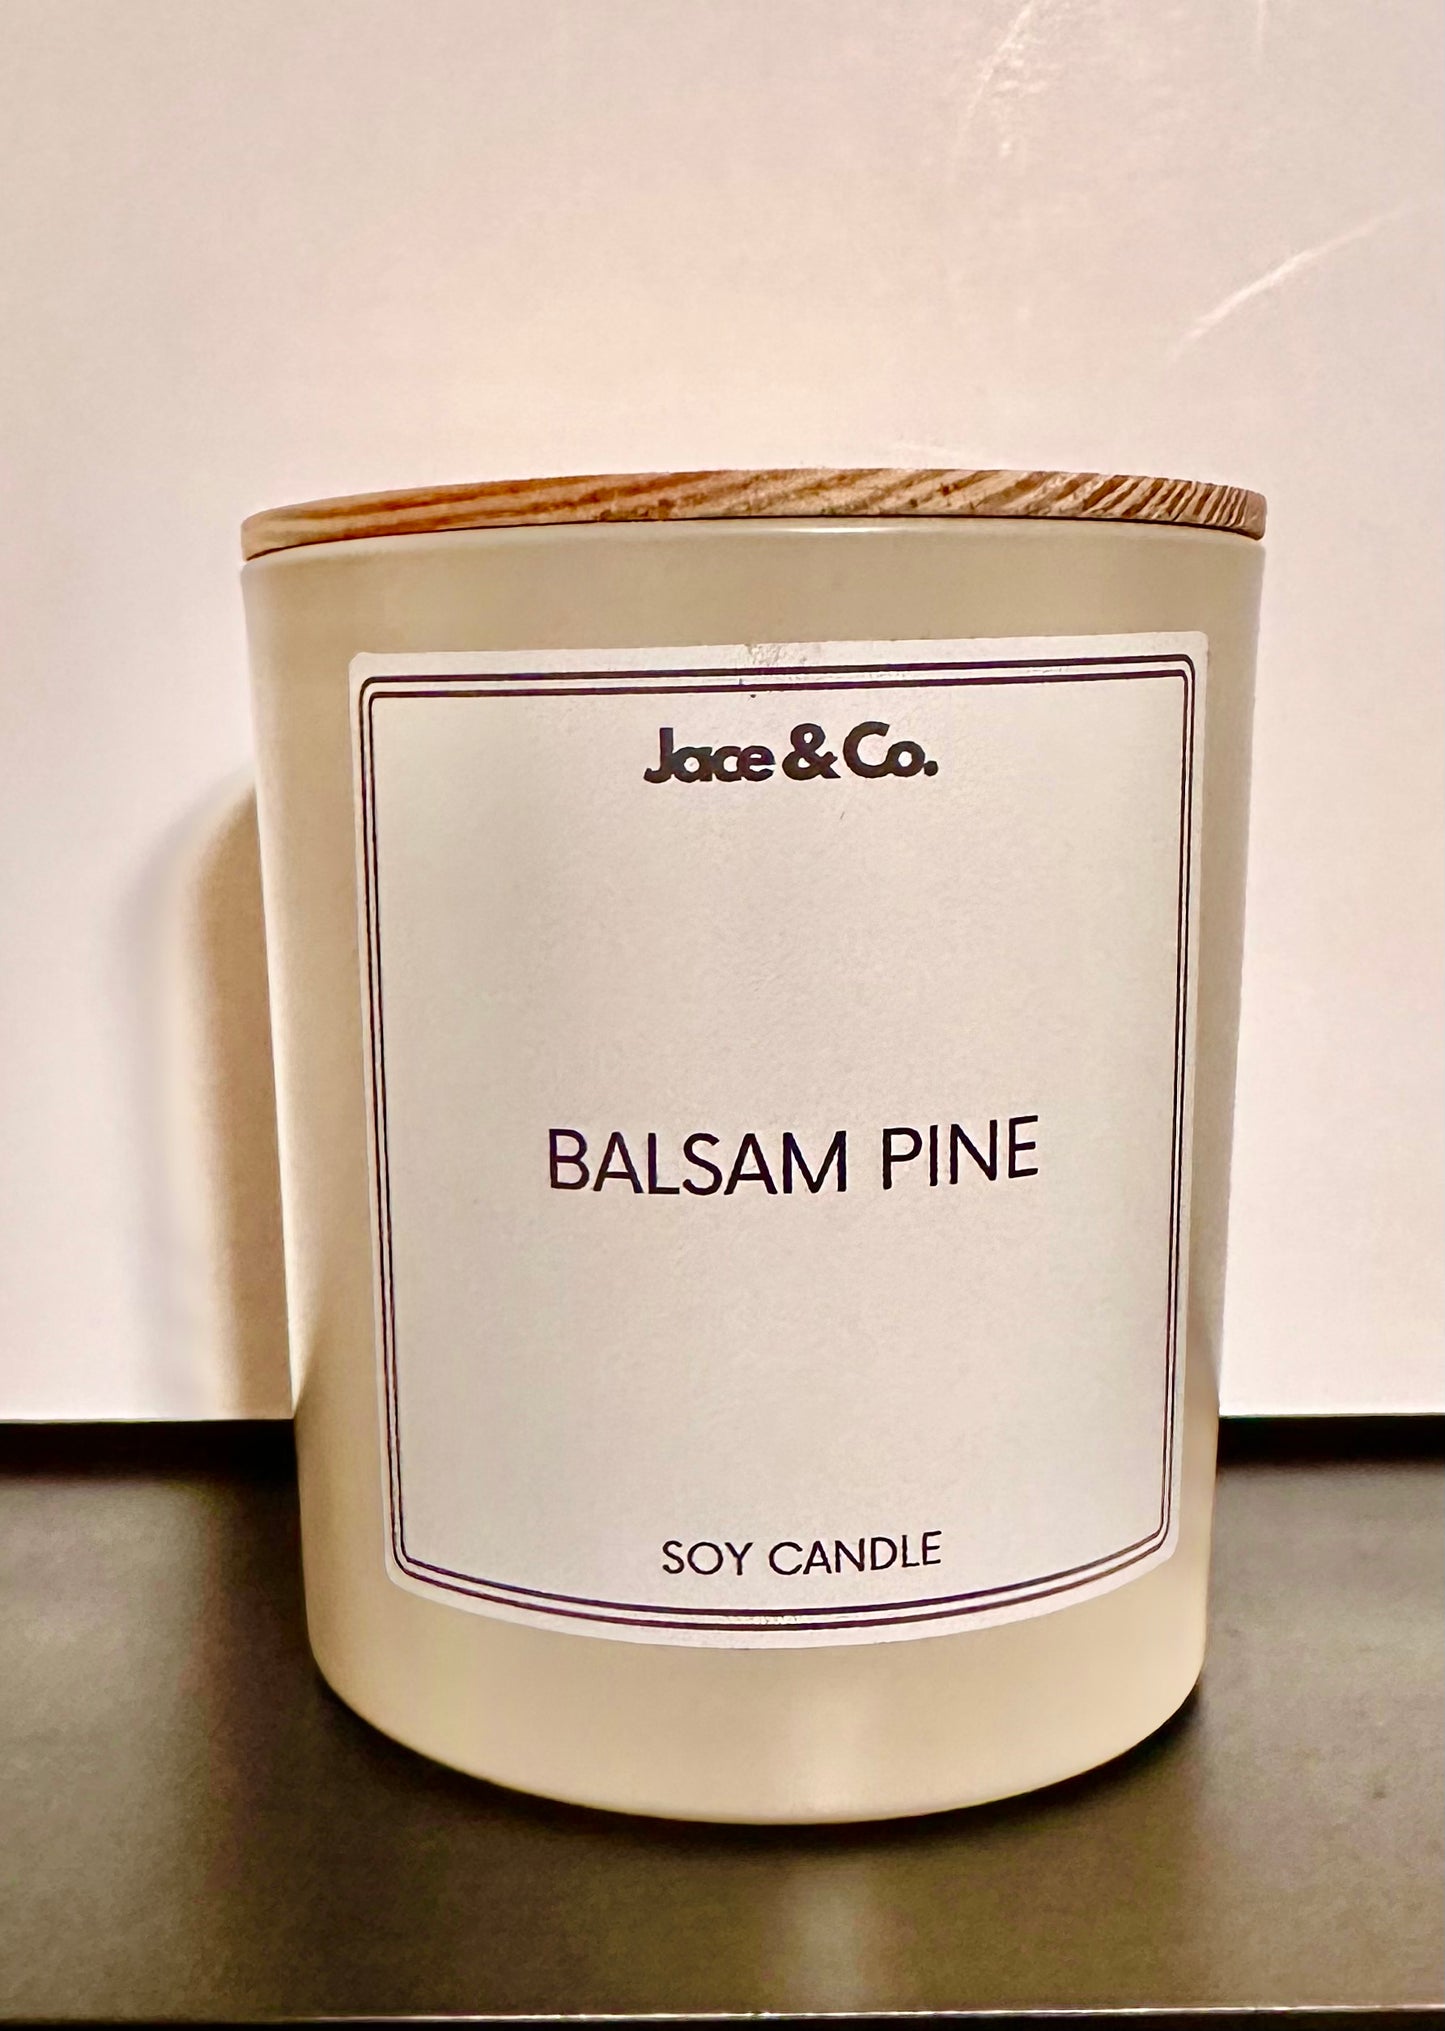 Jace & Co.
BALSAM PINE
SOY CANDLE